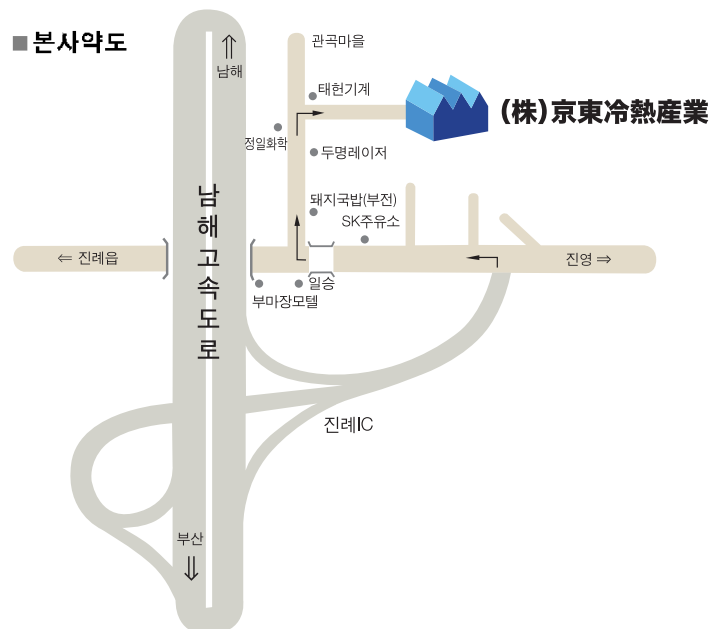 ■ 본사약도
관곡마을
⇑
남해
태헌기계
(株)京東冷熱産業
정일화학
두명레이저
남해고속도로
돼지국밥(부전)
SK주유소
⇐ 진례읍
진영 ⇒
일승
부마장모텔
진례IC
부산
⇓